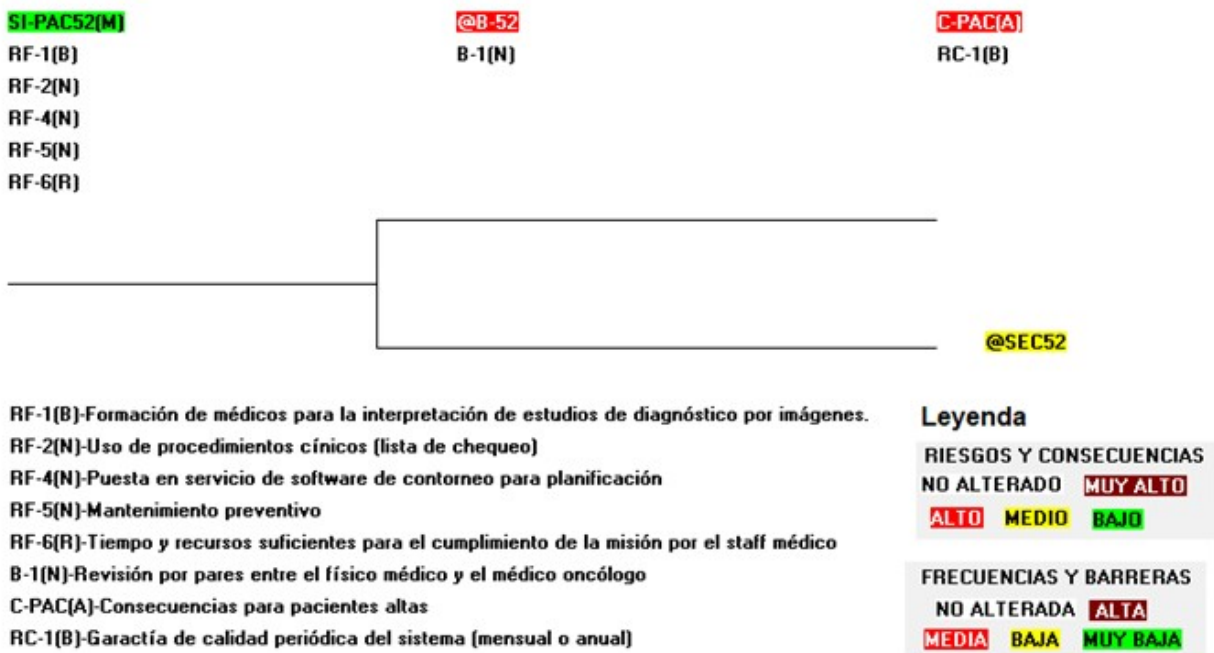 SI-PAC52(M) @B-52 C-PAC(A)
RF-1(B) B-1(N) RC-1(B)
RF-2(N)
RF-4(N)
RF-5(N)
RF-6(R)
@SEC52
RF-1(B)-Formación de médicos para la interpretación de estudios de diagnóstico por imágenes.
RF-2(N)-Uso de procedimientos cínicos (lista de chequeo)
RF-4(N)-Puesta en servicio de software de contorneo para planificación
RF-5(N)-Mantenimiento preventivo
RF-6(R)-Tiempo y recursos suficientes para el cumplimiento de la misión por el staff médico
B-1(N)-Revisión por pares entre el físico médico y el médico oncólogo
C-PAC(A)-Consecuencias para pacientes altas
RC-1(B)-Garactía de calidad periódica del sistema (mensual o anual)
Leyenda
RIESGOS Y CONSECUENCIAS
NO ALTERADO MUY ALTO
ALTO MEDIO BAJO
FRECUENCIAS Y BARRERAS
NO ALTERADA ALTA
MEDIA BAJA MUY BAJA